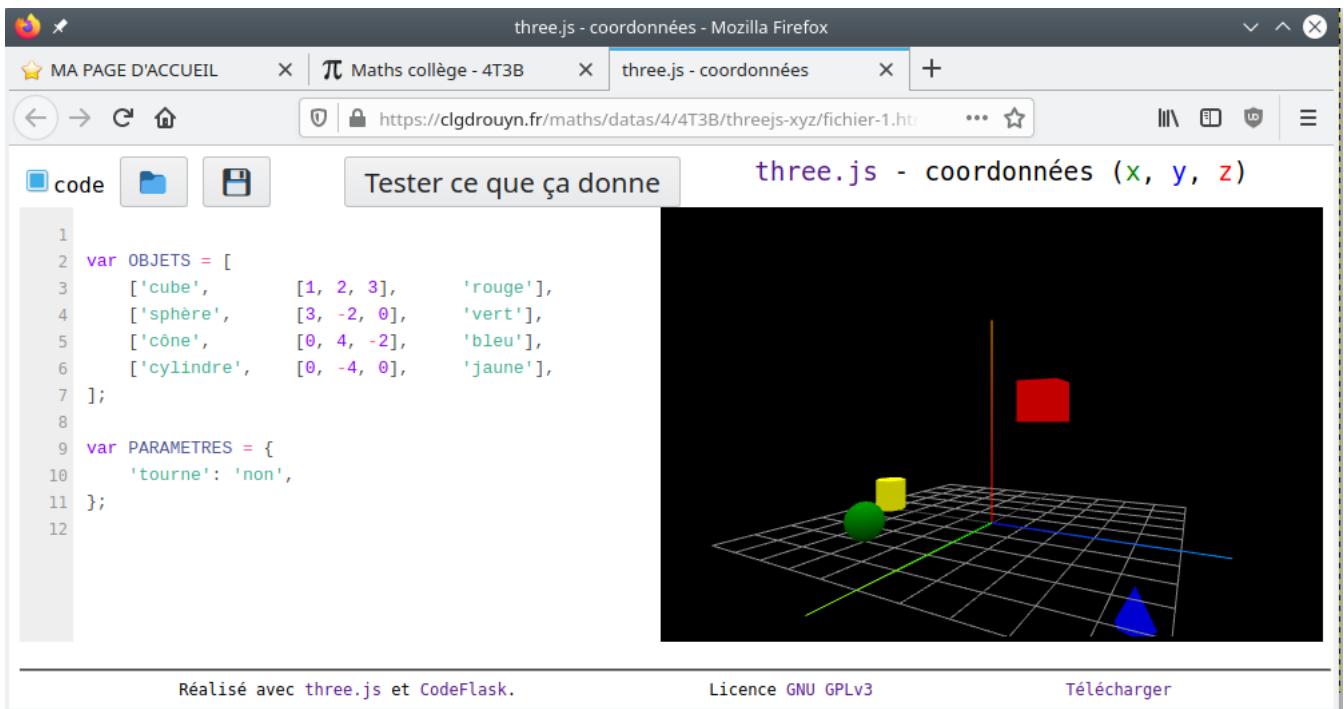 three.js - coordonnées - Mozilla Firefox
MA PAGE D'ACCUEIL
Maths collège - 4T3B
three.js - coordonnées
https://clgdrouyn.fr/maths/datas/4/4T3B/threejs-xyz/fichier-1.ht
code
Tester ce que ça donne
three.js - coordonnées (x, y, z)
1
2 var OBJETS = [
3 ['cube', [1, 2, 3], 'rouge'],
4 ['sphère', [3, -2, 0], 'vert'],
5 ['cône', [0, 4, -2], 'bleu'],
6 ['cylindre', [0, -4, 0], 'jaune'],
7 ];
8
9 var PARAMETRES = {
10 'tourne': 'non',
11 };
12
Réalisé avec three.js et CodeFlask. Licence GNU GPLv3 Télécharger